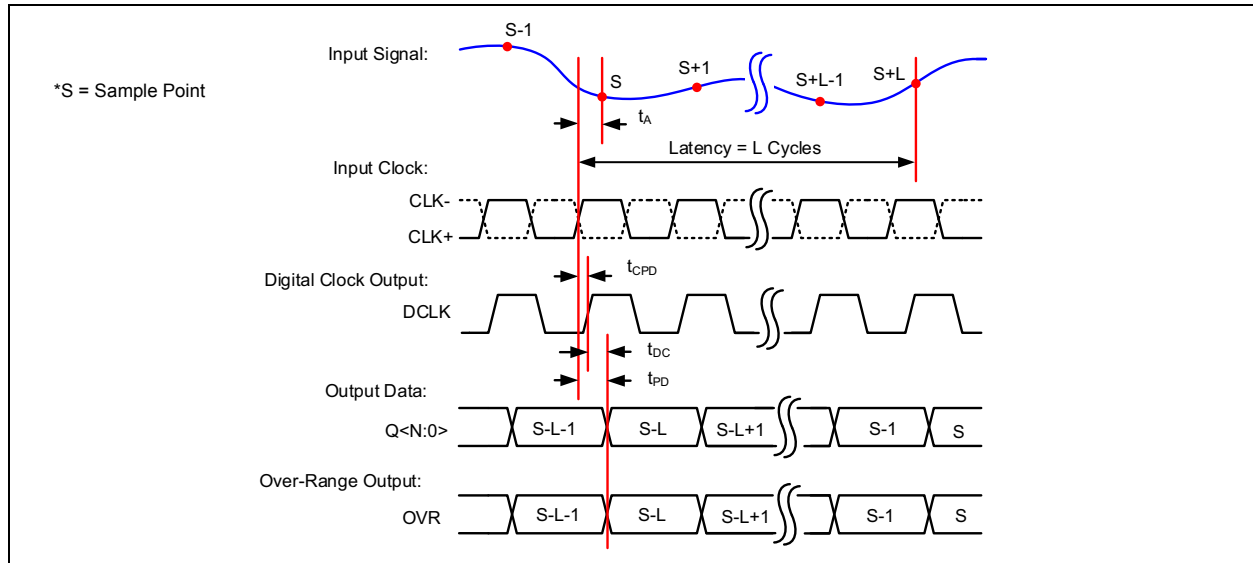 S-1
Input Signal:
*S = Sample Point
S
S+1
S+L-1
S+L
tA
Latency = L Cycles
Input Clock:
CLK-
CLK+
tCPD
Digital Clock Output:
DCLK
tDC
tPD
Output Data:
Q<N:0>
S-L-1
S-L
S-L+1
S-1
S
Over-Range Output:
OVR
S-L-1
S-L
S-L+1
S-1
S